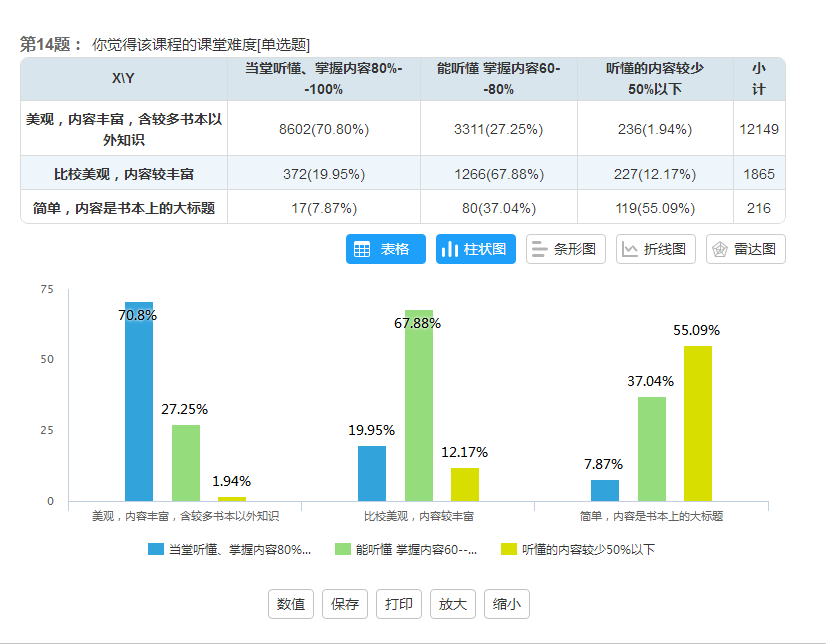 第14题： 你觉得该课程的课堂难度[单选题]
X\Y
当堂听懂、掌握内容80%-
-100%
能听懂 掌握内容60-
-80%
听懂的内容较少
50%以下
小
计
美观，内容丰富，含较多书本以
外知识
8602(70.80%)
3311(27.25%)
236(1.94%)
12149
比校美观，内容较丰富
372(19.95%)
1266(67.88%)
227(12.17%)
1865
简单，内容是书本上的大标题
17(7.87%)
80(37.04%)
119(55.09%)
216
表格
柱状图
条形图
折线图
雷达图
75
50
25
0
70.8%
27.25%
1.94%
19.95%
67.88%
12.17%
7.87%
37.04%
55.09%
美观，内容丰富，含较多书本以外知识
比校美观，内容较丰富
简单，内容是书本上的大标题
当堂听懂、掌握内容80%...
能听懂 掌握内容60--...
听懂的内容较少50%以下
数值
保存
打印
放大
缩小